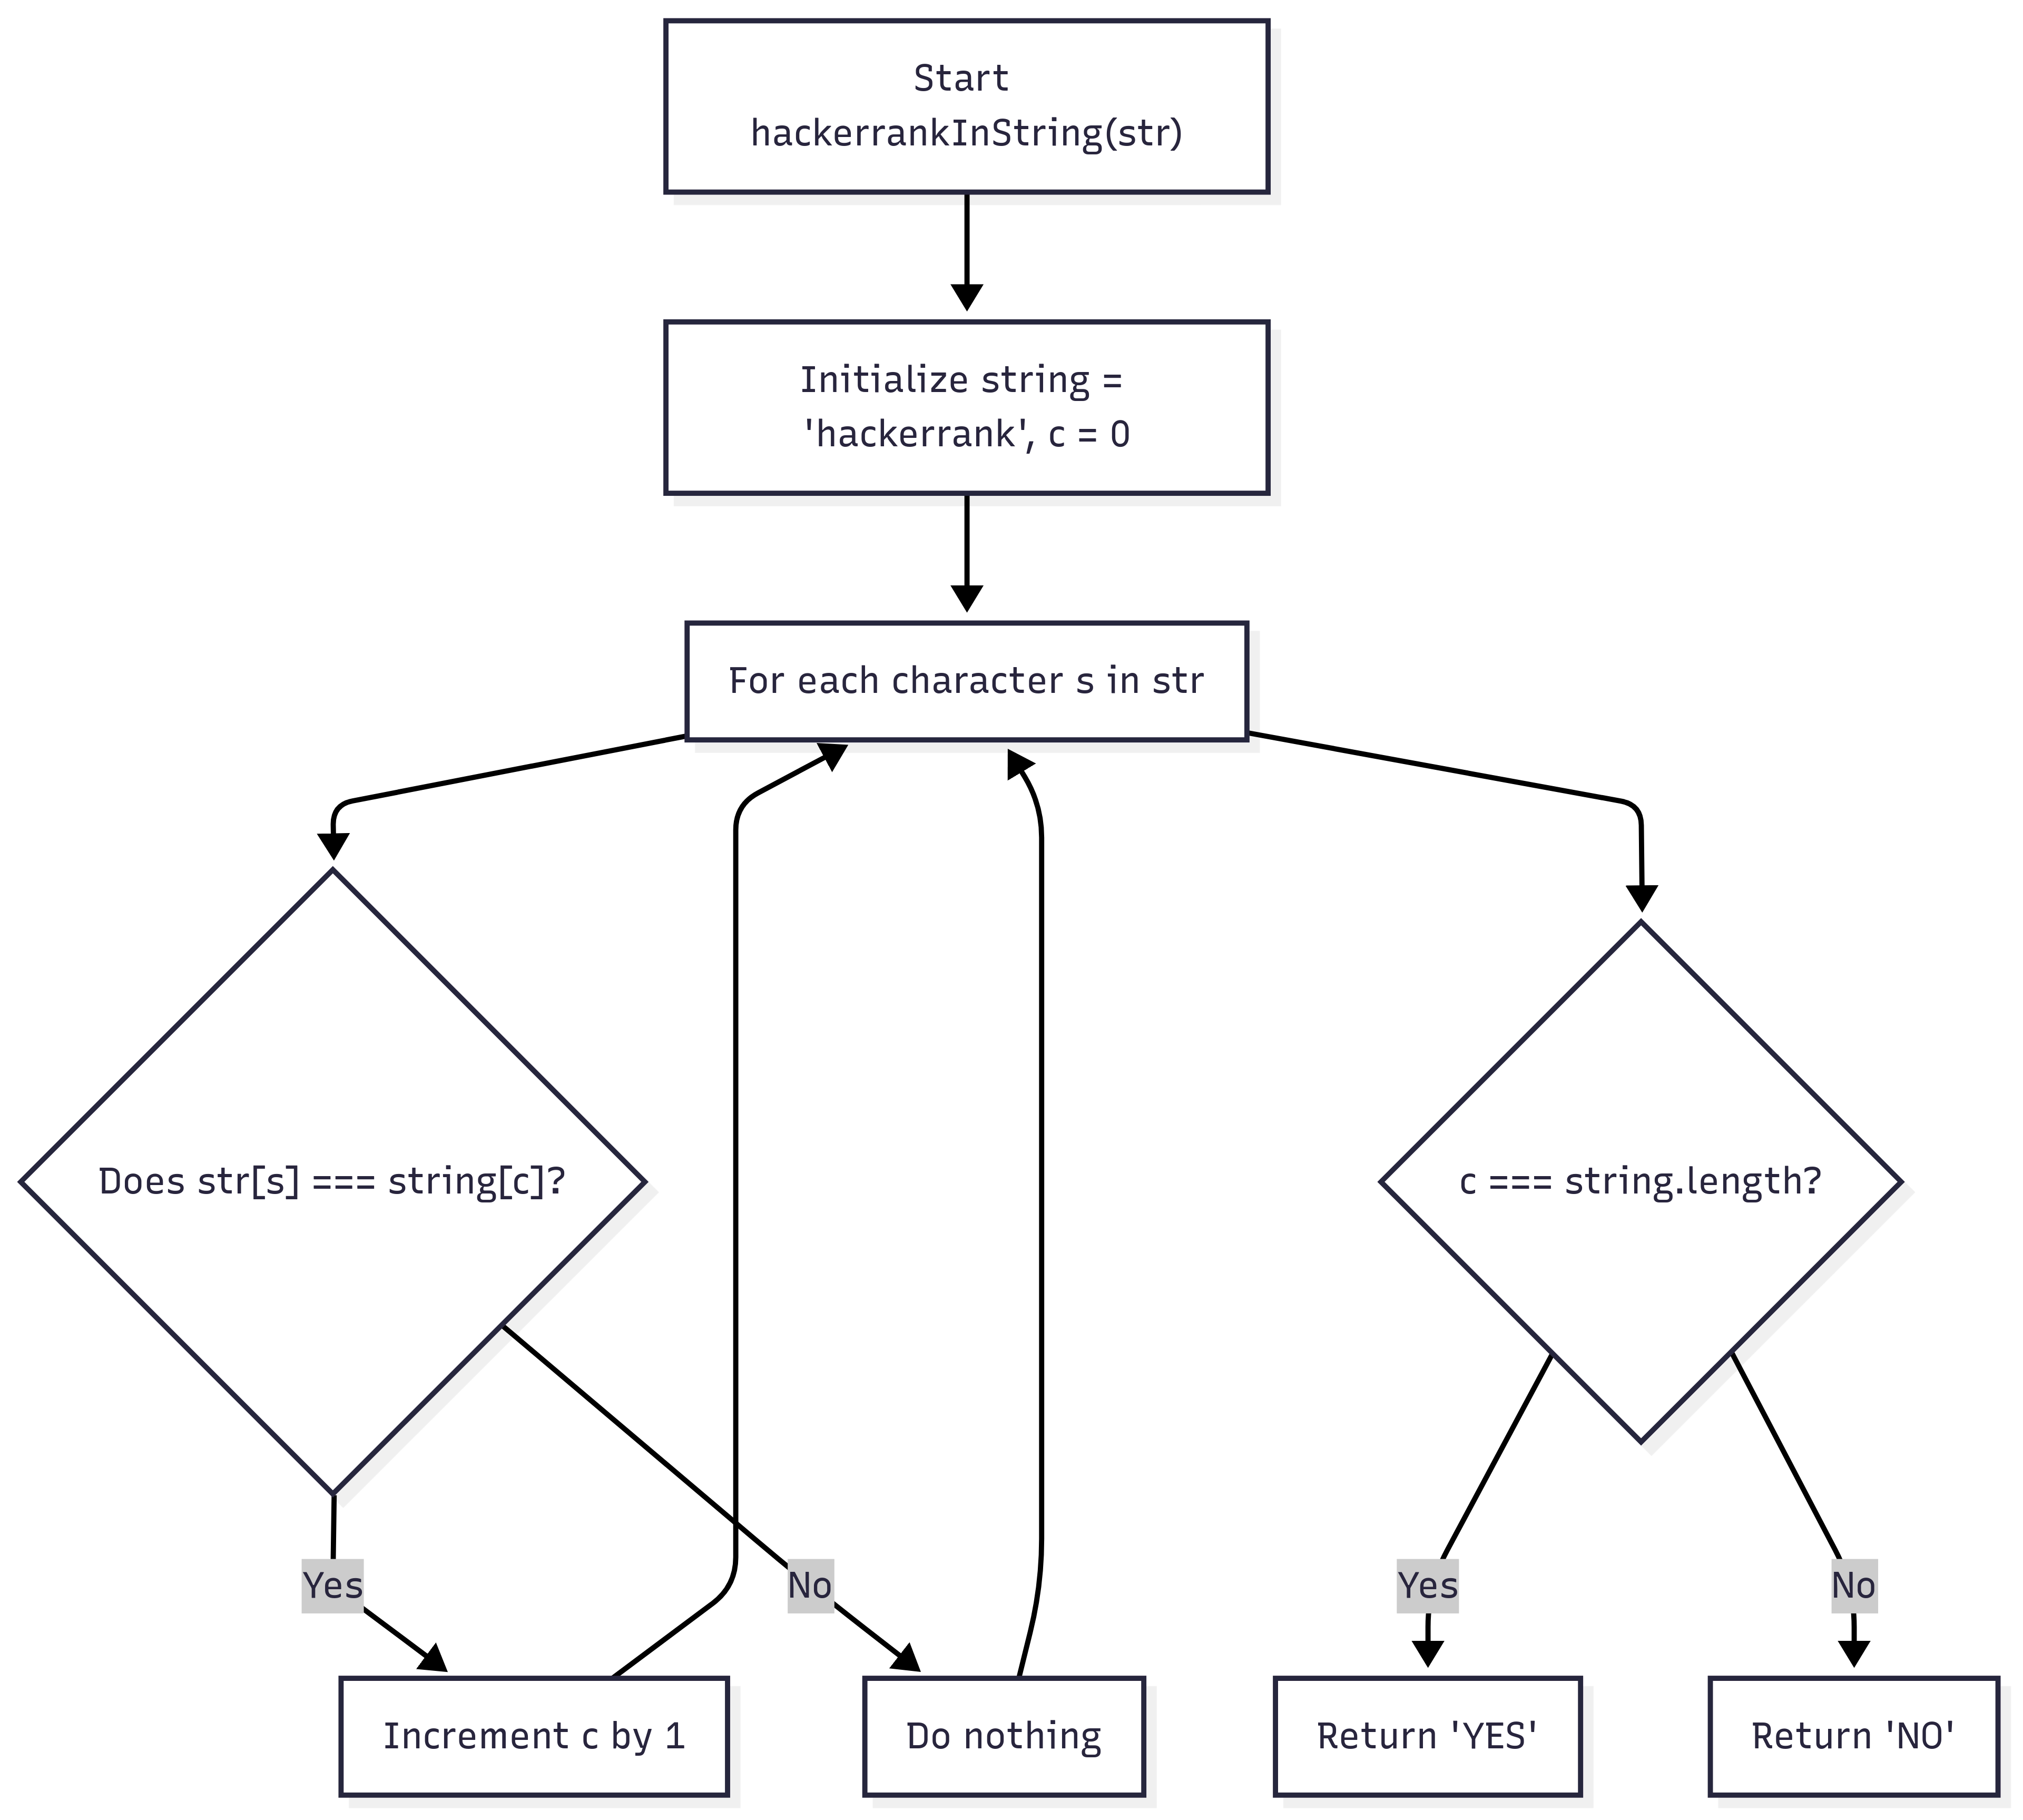 Start
hackerrankInString(str)
Initialize string =
'hackerrank', c = 0
For each character s in str
Does str[s] === string[c]?
c === string.length?
Yes
No
Yes
No
Increment c by 1
Do nothing
Return 'YES'
Return 'NO'